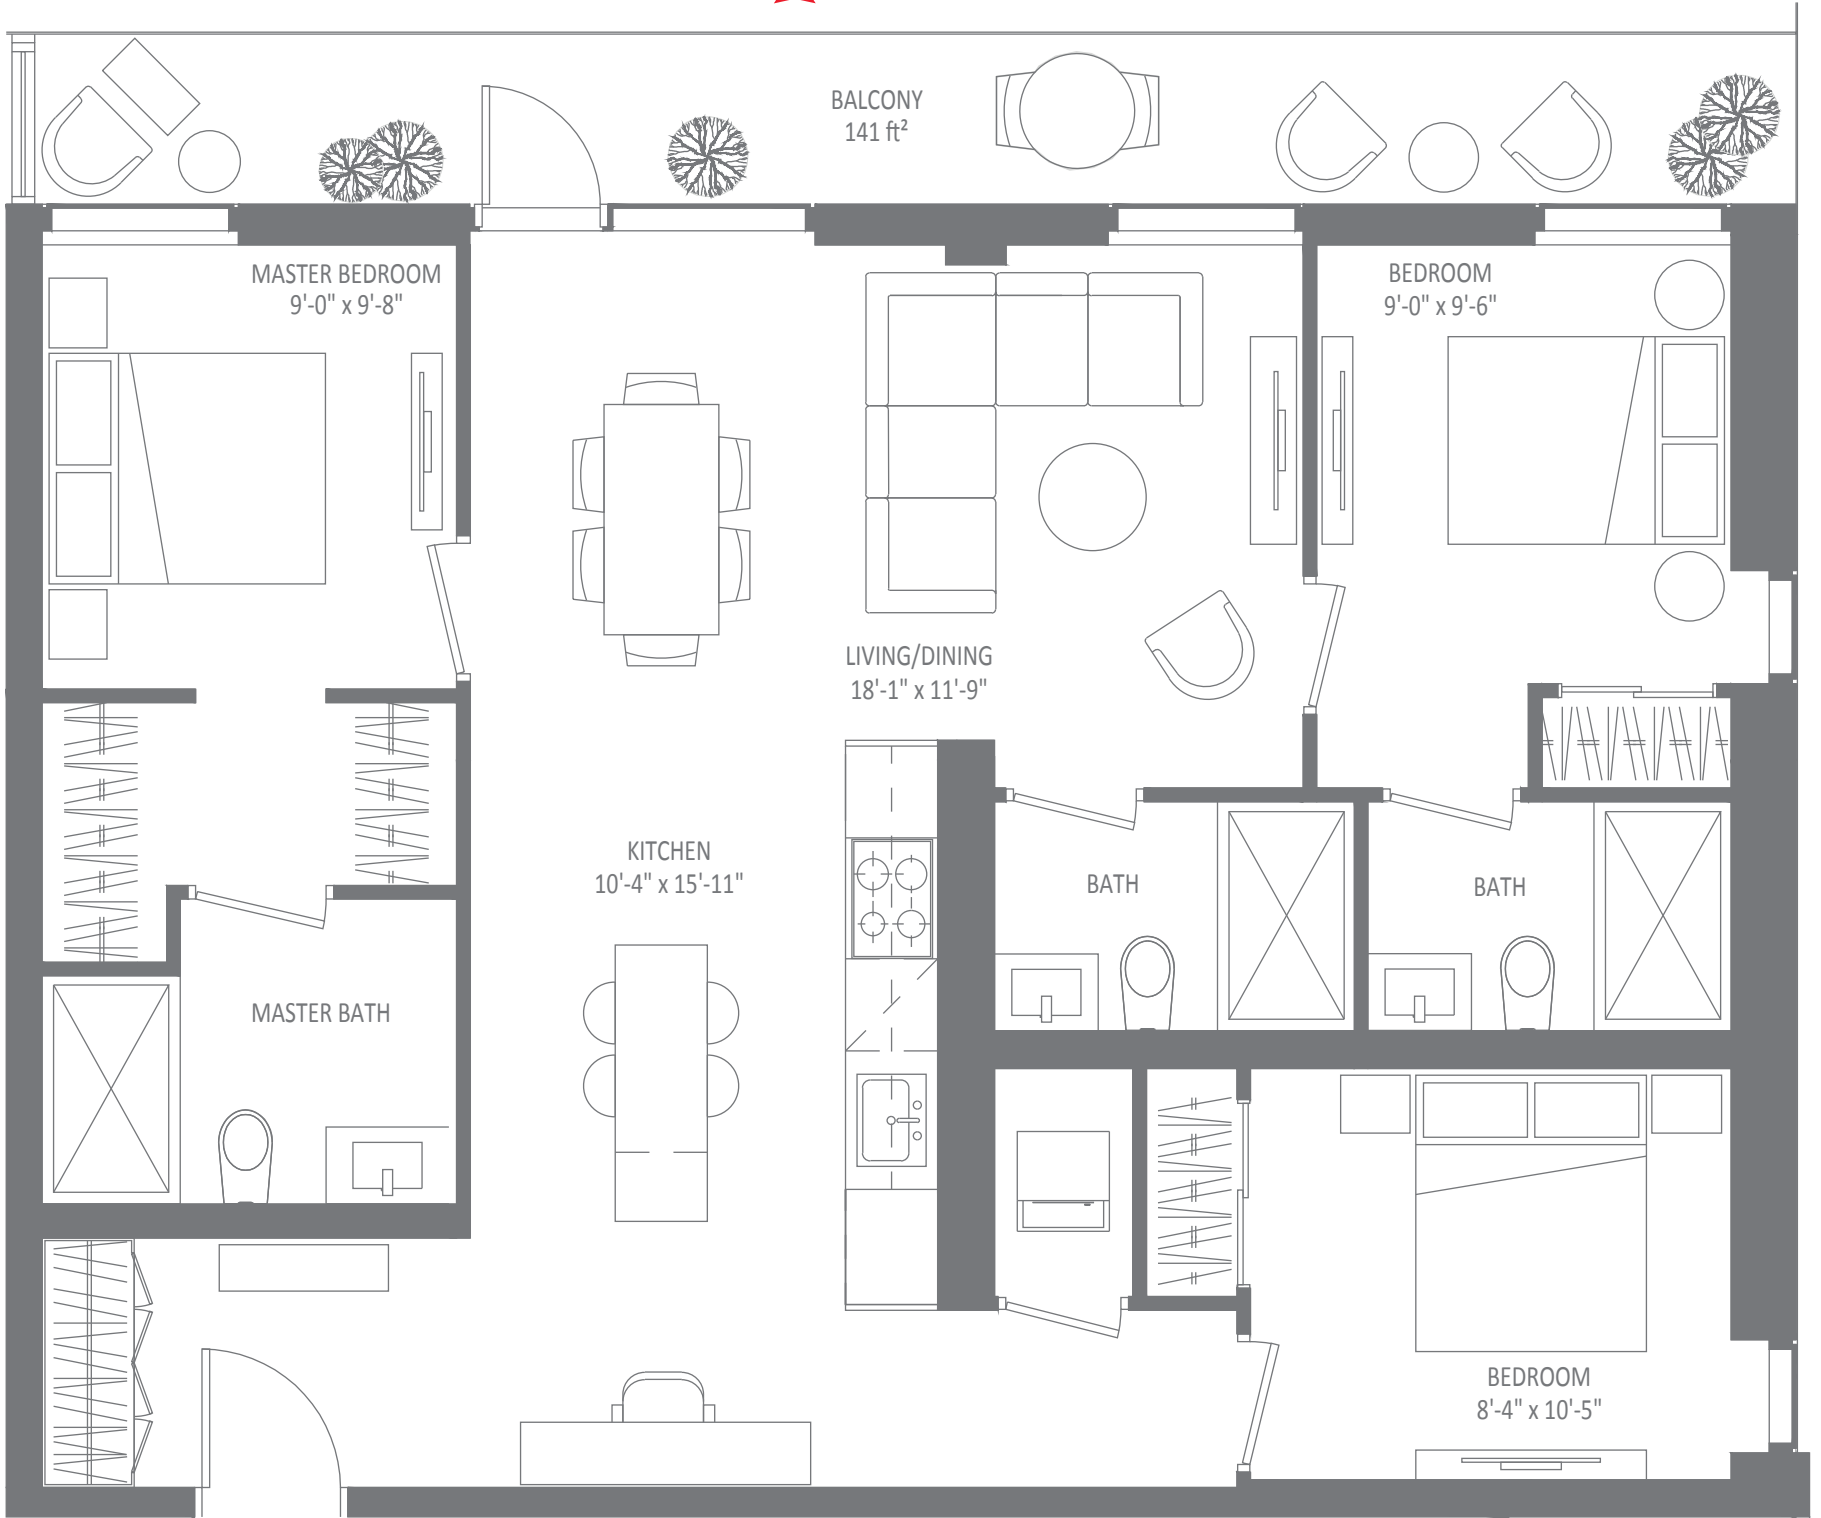 BALCONY
141 ft²
MASTER BEDROOM
9'-0" x 9'-8"
BEDROOM
9'-0" x 9'-6"
LIVING/DINING
18'-1" x 11'-9"
KITCHEN
10'-4" x 15'-11"
BATH
BATH
MASTER BATH
BEDROOM
8'-4" x 10'-5"